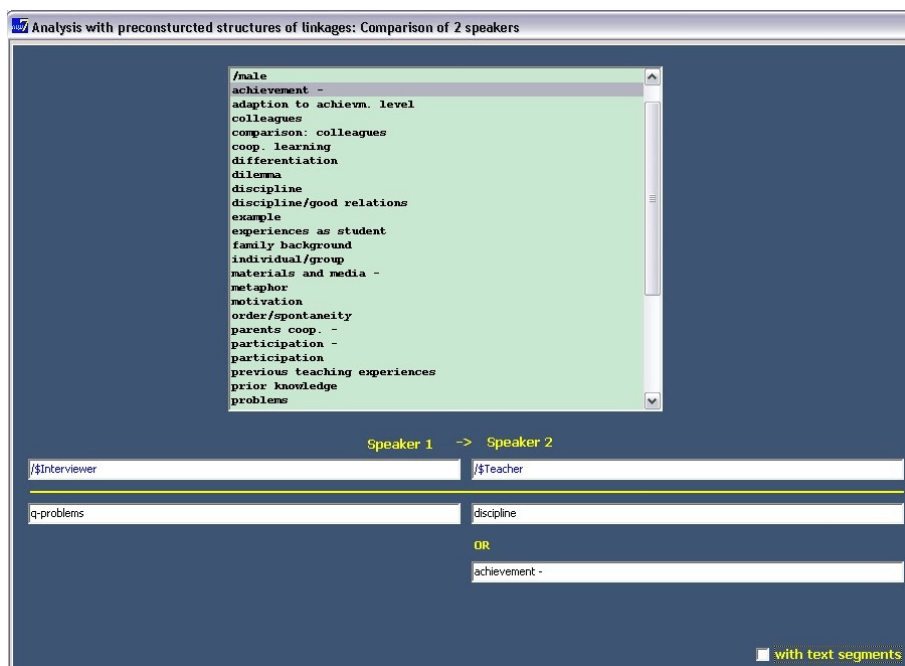 Analysis with preconsturcted structures of linkages: Comparison of 2 speakers
/male
achievement -
adaption to achievm. level
colleagues
comparison: colleagues
coop. learning
differentiation
dilemma
discipline
discipline/good relations
example
experiences as student
family background
individual/group
materials and media -
metaphor
motivation
order/spontaneity
parents coop. -
participation -
participation
previous teaching experiences
prior knowledge
problems
Speaker 1 -> Speaker 2
/$Interviewer /$Teacher
q-problems discipline
OR
achievement -
with text segments